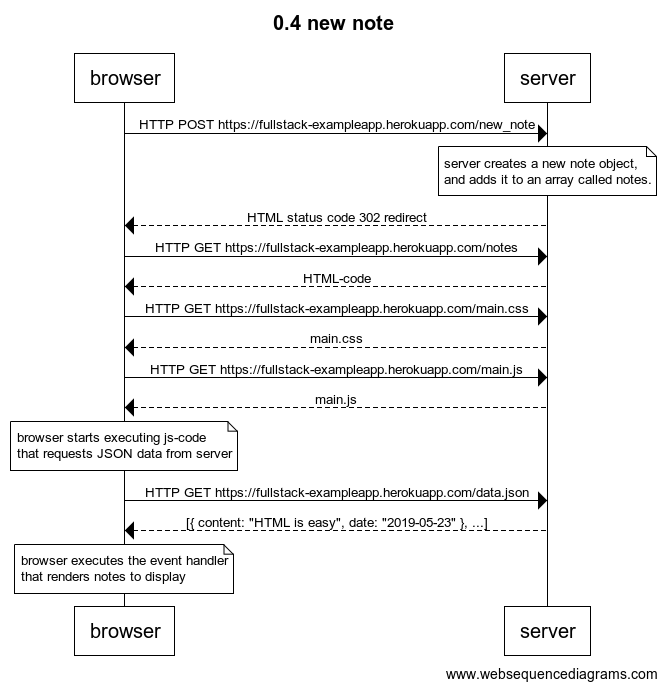 0.4 new note
browser
server
HTTP POST https://fullstack-exampleapp.herokuapp.com/new_note
server creates a new note object,
and adds it to an array called notes.
HTML status code 302 redirect
HTTP GET https://fullstack-exampleapp.herokuapp.com/notes
HTML-code
HTTP GET https://fullstack-exampleapp.herokuapp.com/main.css
main.css
HTTP GET https://fullstack-exampleapp.herokuapp.com/main.js
main.js
browser starts executing js-code
that requests JSON data from server
HTTP GET https://fullstack-exampleapp.herokuapp.com/data.json
[{ content: "HTML is easy", date: "2019-05-23" }, ...]
browser executes the event handler
that renders notes to display
browser
server
www.websequencediagrams.com